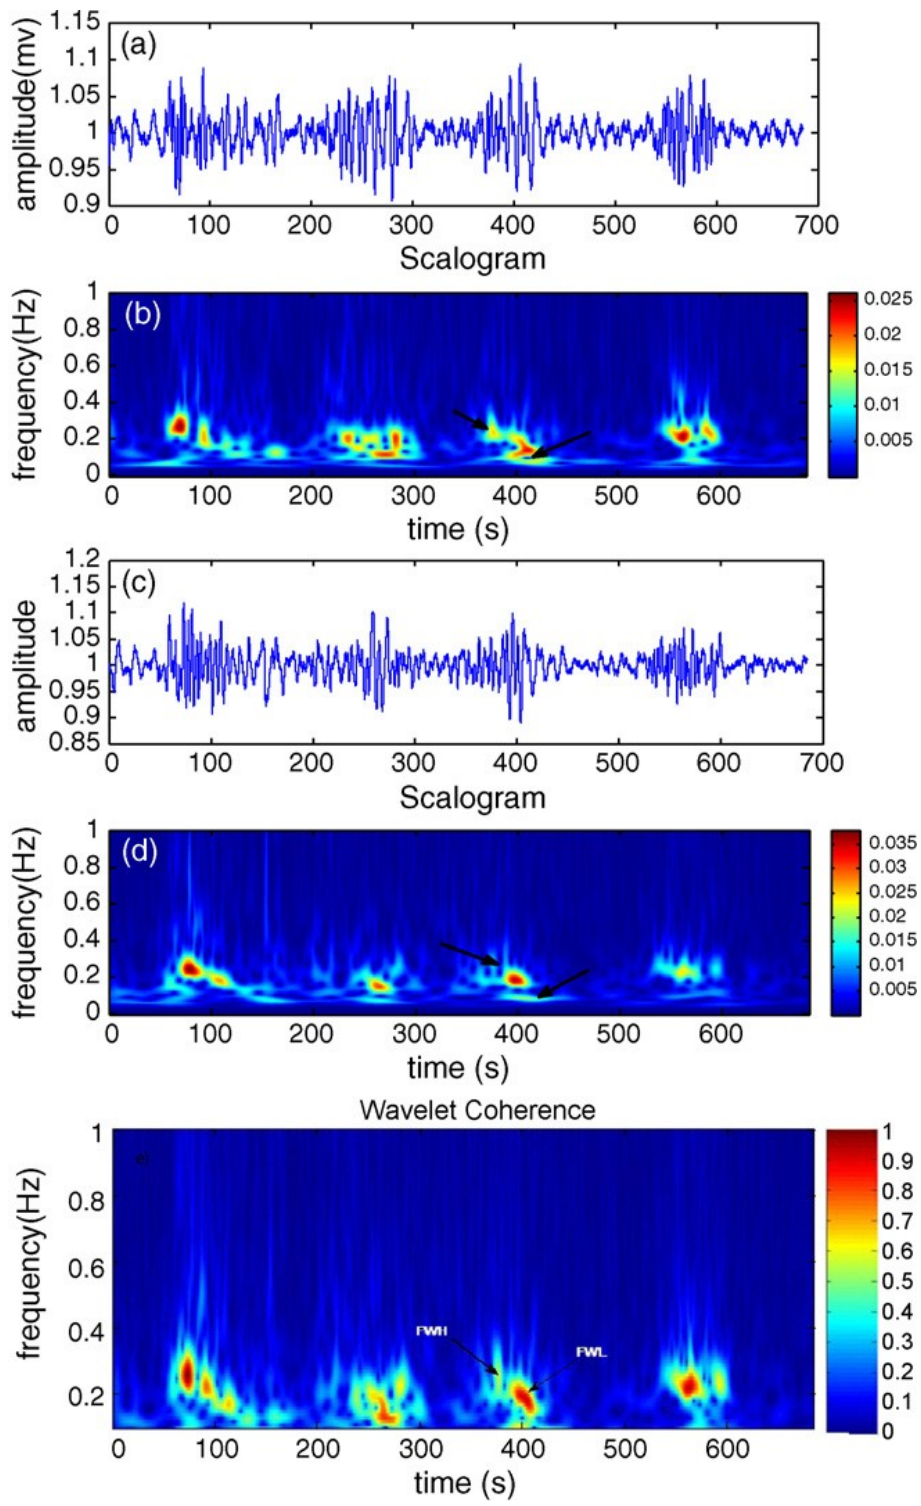 (a)
amplitude(mv)
1.15
1.1
1.05
1
0.95
0.9
0 100 200 300 400 500 600 700
Scalogram
(b)
frequency(Hz)
1
0.8
0.6
0.4
0.2
0
0 100 200 300 400 500 600
time (s)
0.025
0.02
0.015
0.01
0.005
(c)
amplitude
1.2
1.15
1.1
1.05
1
0.95
0.9
0.85
0 100 200 300 400 500 600 700
Scalogram
(d)
frequency(Hz)
1
0.8
0.6
0.4
0.2
0
0 100 200 300 400 500 600
time (s)
0.035
0.03
0.025
0.02
0.015
0.01
0.005
Wavelet Coherence
e)
frequency(Hz)
1
0.8
0.6
0.4
0.2
FWH
FWL
0 100 200 300 400 500 600
time (s)
1
0.9
0.8
0.7
0.6
0.5
0.4
0.3
0.2
0.1
0